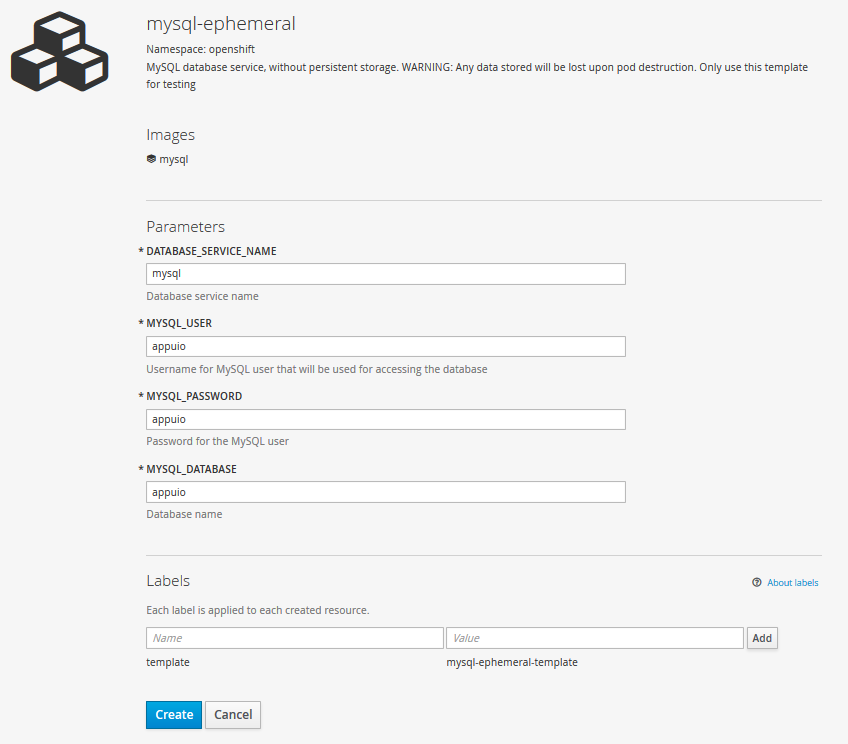 mysql-ephemeral
Namespace: openshift
MySQL database service, without persistent storage. WARNING: Any data stored will be lost upon pod destruction. Only use this template
for testing
Images
mysql
Parameters
* DATABASE_SERVICE_NAME
mysql
Database service name
* MYSQL_USER
appuio
Username for MySQL user that will be used for accessing the database
* MYSQL_PASSWORD
appuio
Password for the MySQL user
* MYSQL_DATABASE
appuio
Database name
Labels
About labels
Each label is applied to each created resource.
Name Value Add
template mysql-ephemeral-template
Create Cancel